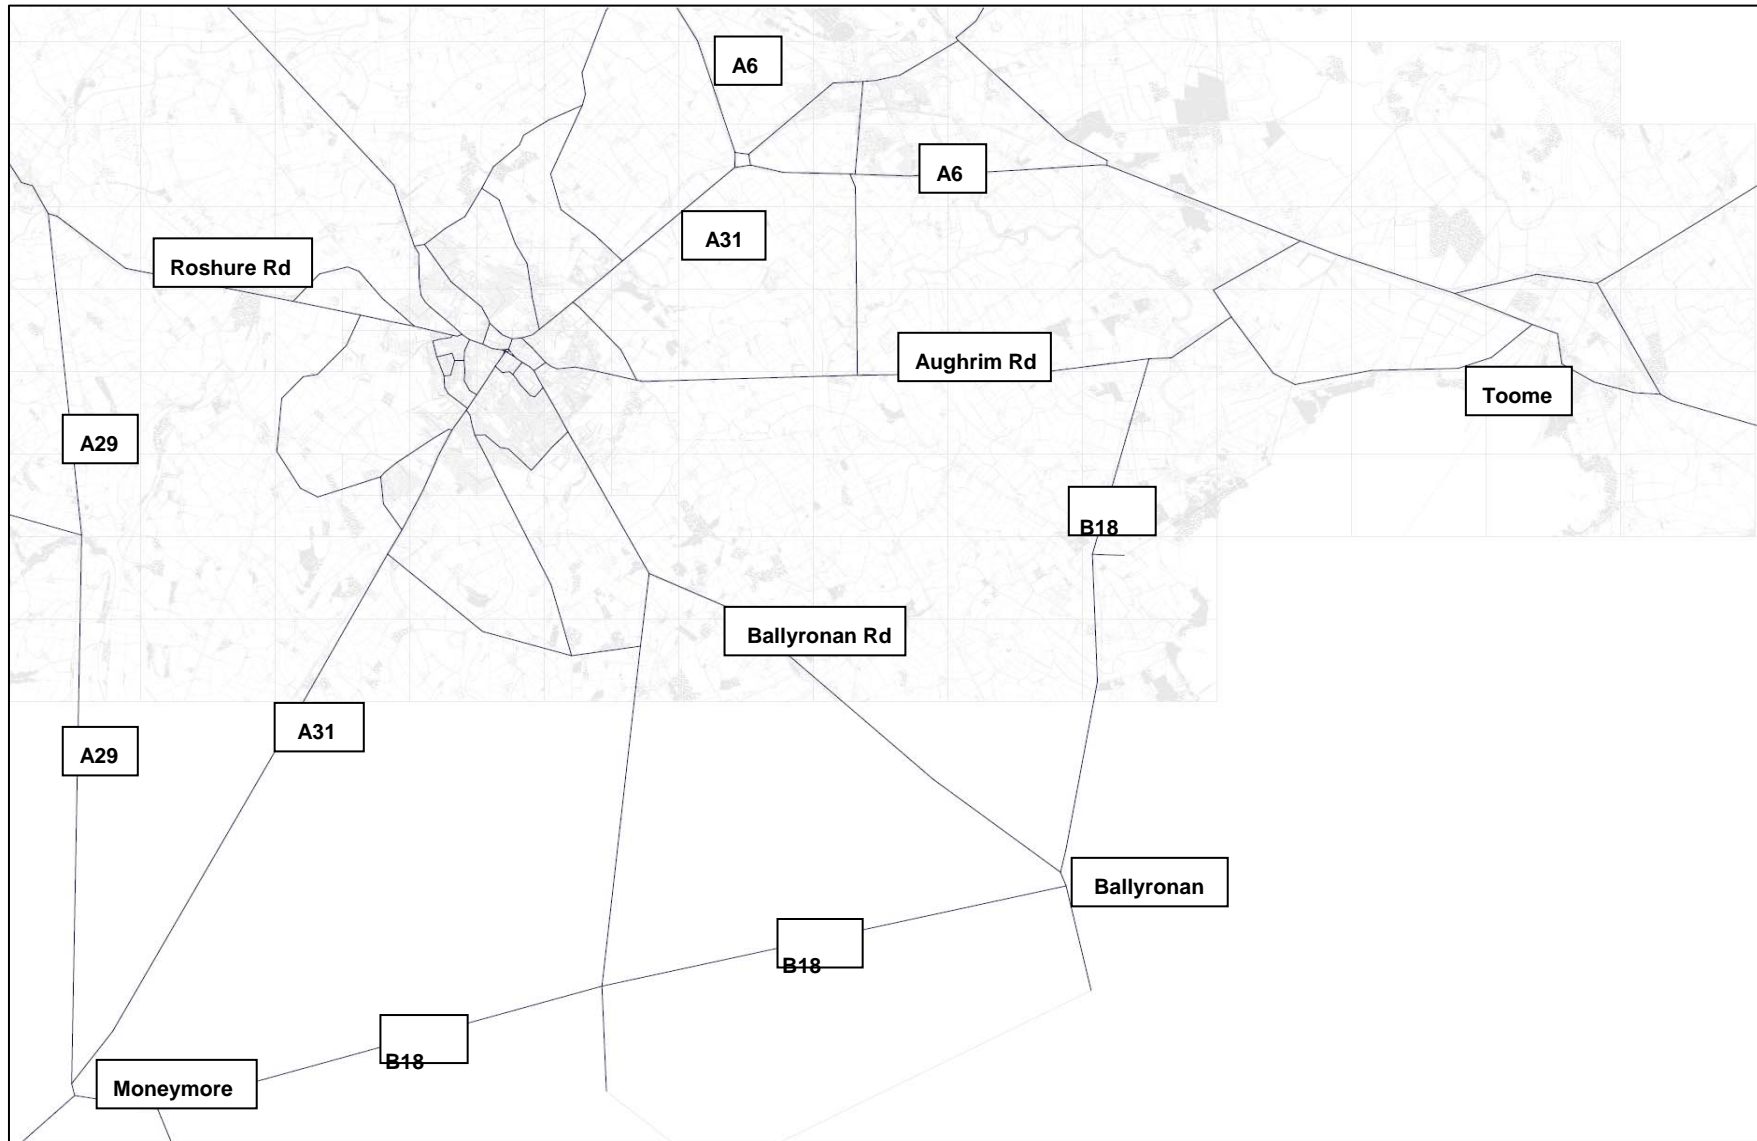 A6
A6
A31
Roshure Rd
Aughrim Rd
Toome
A29
B18
Ballyronan Rd
A31
A29
Ballyronan
B18
B18
Moneymore